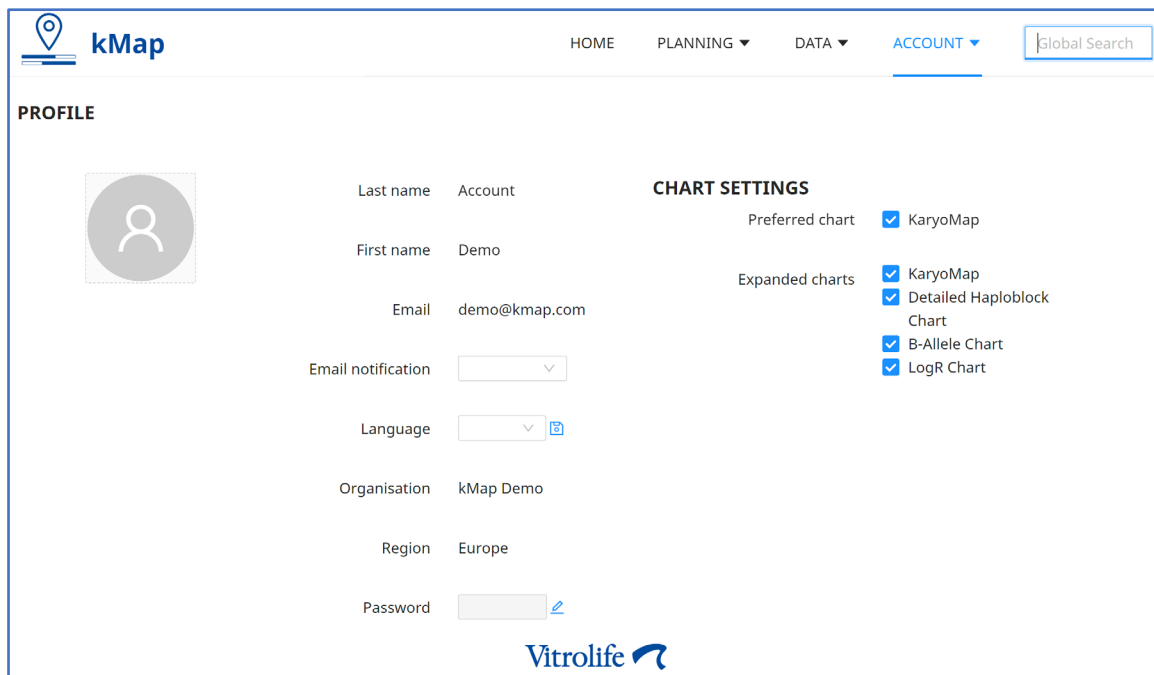 kMap
HOME PLANNING DATA ACCOUNT Global Search
PROFILE
Last name Account
First name Demo
Email demo@kmap.com
Email notification
Language
Organisation kMap Demo
Region Europe
Password
CHART SETTINGS
Preferred chart KaryoMap
Expanded charts KaryoMap
Detailed Haploblock
Chart
B-Allele Chart
LogR Chart
Vitrolife